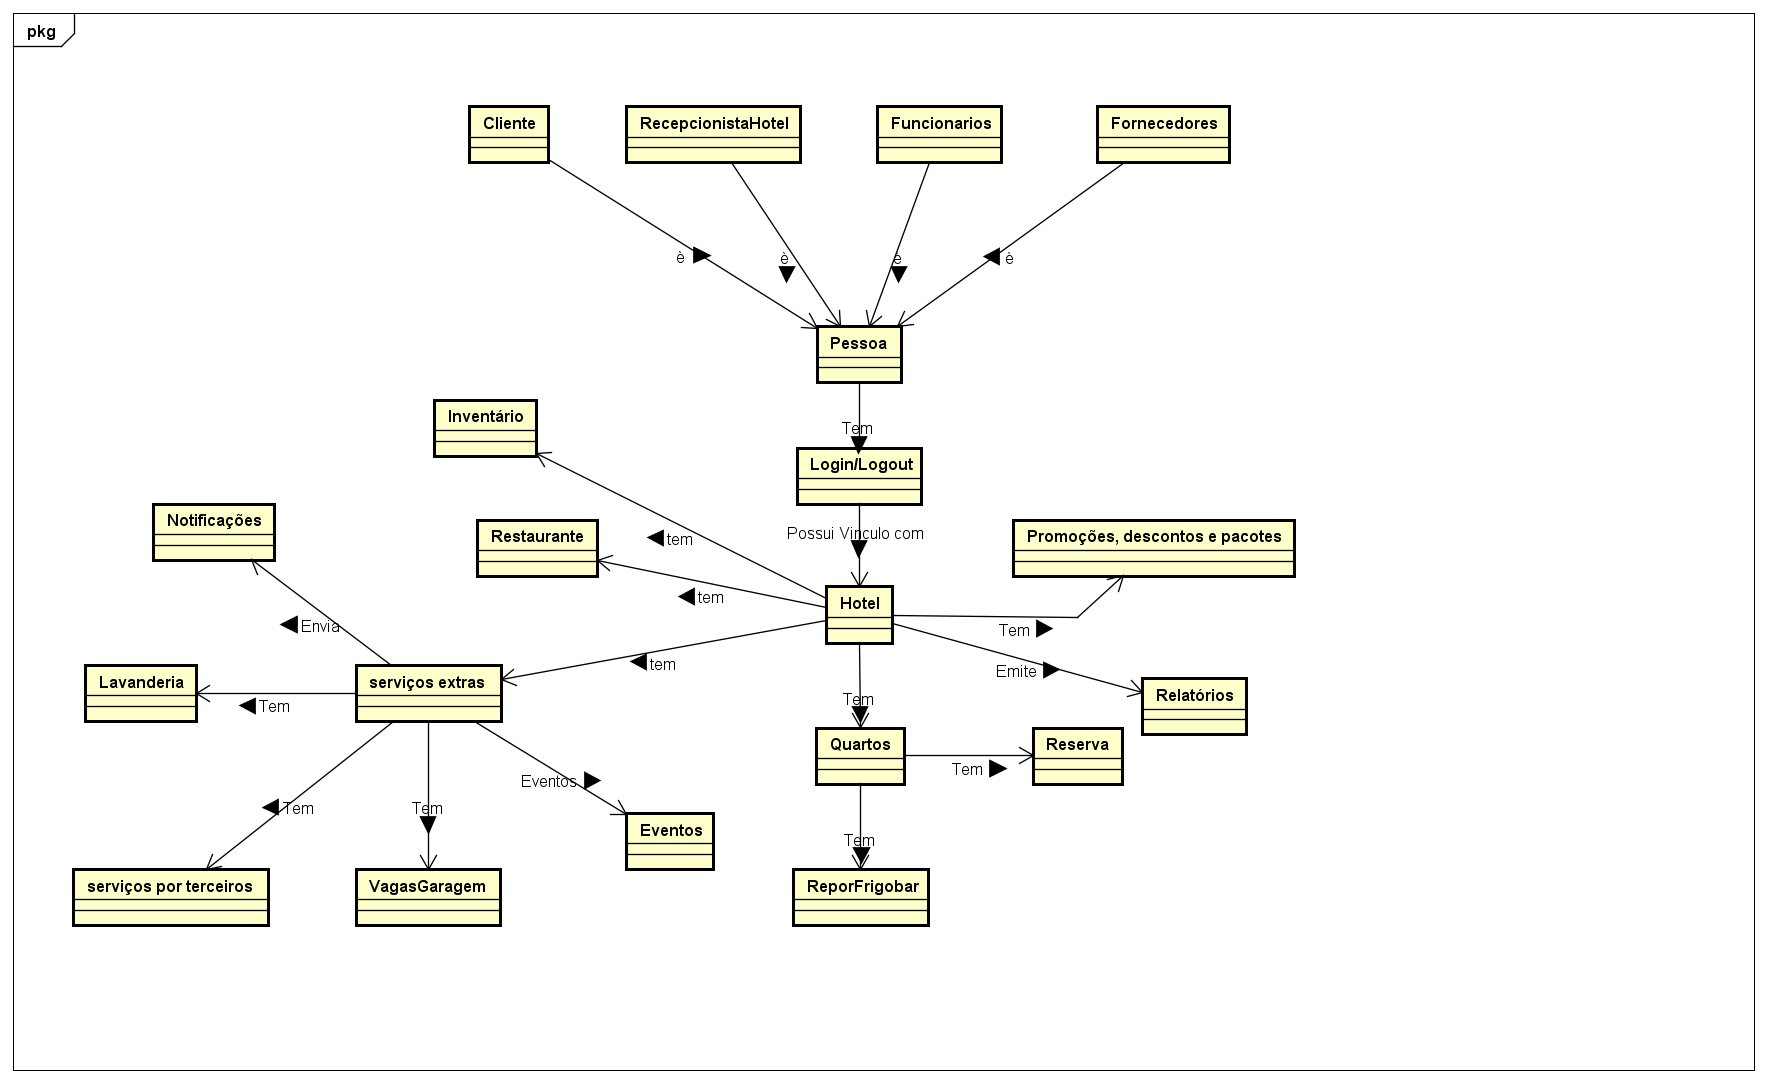 pkg
Cliente
RecepcionistaHotel
Funcionarios
Fornecedores
è
è
è
è
Pessoa
Tem
Inventário
Login/Logout
Notificações
Restaurante
Possui Vinculo com
Promoções, descontos e pacotes
tem
tem
Hotel
Envia
Tem
tem
Emite
Lavanderia
serviços extras
Relatórios
Tem
Tem
Quartos
Reserva
Tem
Eventos
Tem
Tem
Eventos
Tem
serviços por terceiros
VagasGaragem
ReporFrigobar